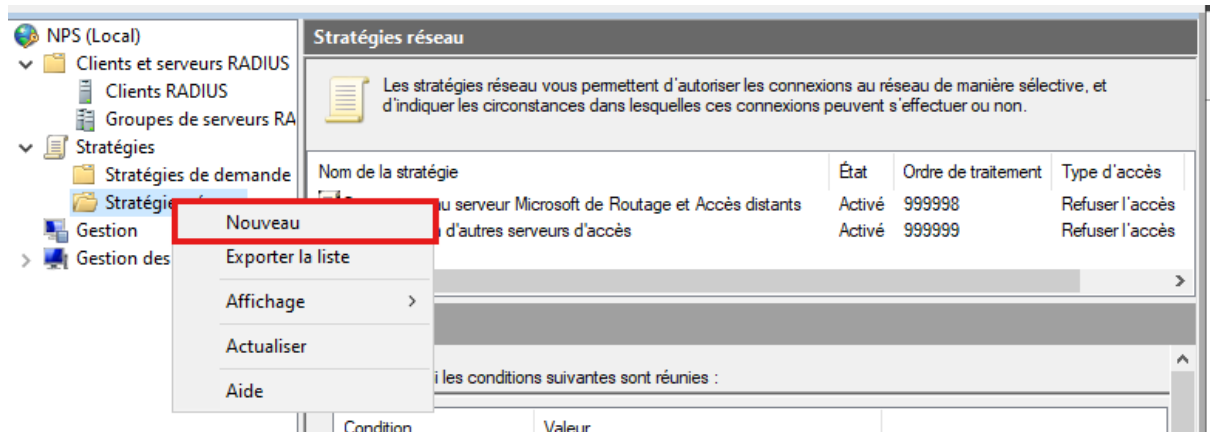 NPS (Local)
Clients et serveurs RADIUS
Clients RADIUS
Groupes de serveurs RA
Stratégies
Stratégies de demande
Stratégie
Gestion
Gestion des
Nouveau
Exporter la liste
Affichage
Actualiser
Aide
Stratégies réseau
Les stratégies réseau vous permettent d'autoriser les connexions au réseau de manière sélective, et
d'indiquer les circonstances dans lesquelles ces connexions peuvent s'effectuer ou non.
Nom de la stratégie État Ordre de traitement Type d'accès
serveur Microsoft de Routage et Accès distants Activé 999998 Refuser l'accès
d'autres serveurs d'accès Activé 999999 Refuser l'accès
les conditions suivantes sont réunies :
Condition Valeur